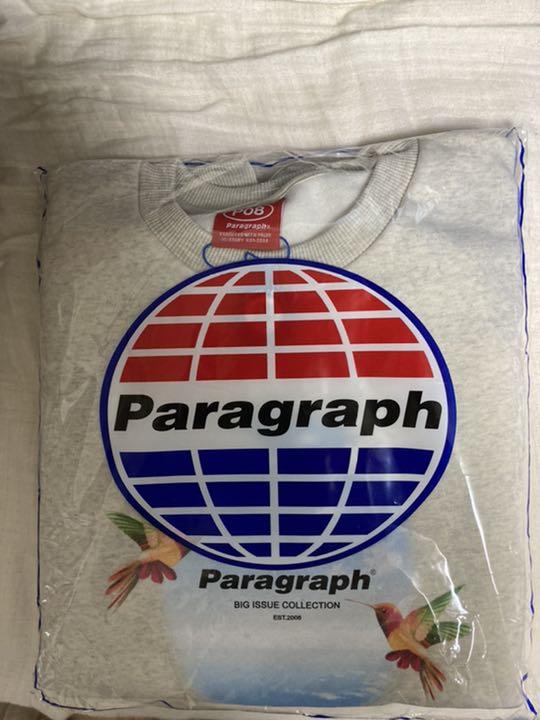 P08
Paragraph
Paragraph
Paragraph®
BIG ISSUE COLLECTION
EST.2006